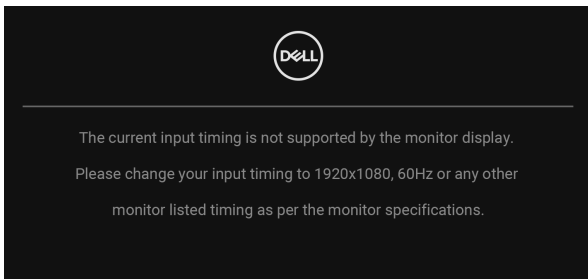 DELL
The current input timing is not supported by the monitor display.
Please change your input timing to 1920x1080, 60Hz or any other
monitor listed timing as per the monitor specifications.